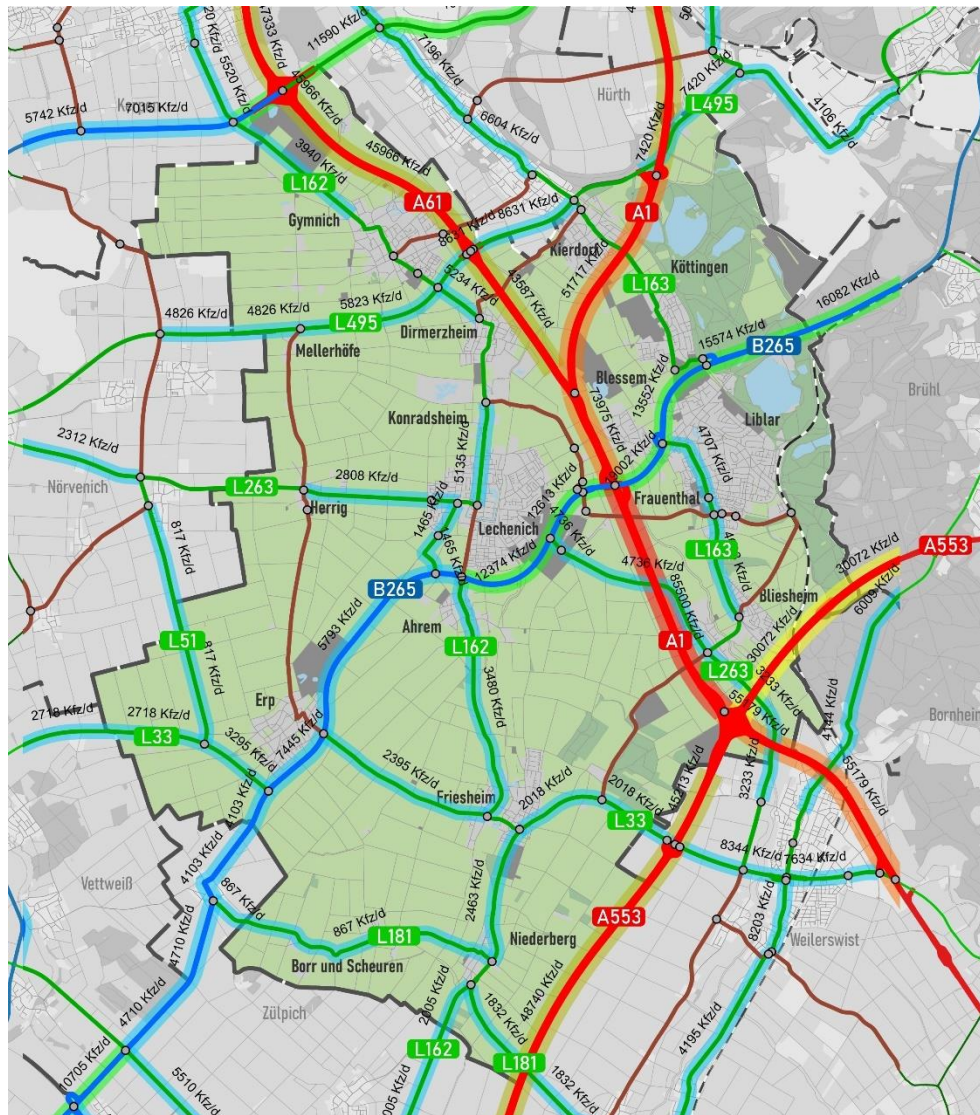 47333 Kfz/d
5520 Kfz/d
11590 Kfz/d
7196 Kfz/d
7420 Kfz/d
L495
4106 Kfz/d
Hürth
5742 Kfz/d
7015 Kfz/d
45966 Kfz/d
6604 Kfz/d
7420 Kfz/d
3940 Kfz/d
45966 Kfz/d
L162
A61
A1
Gymnich
8631 Kfz/d
8631 Kfz/d
Kierdorf
Köttingen
5234 Kfz/d
43587 Kfz/d
51717 Kfz/d
L163
16082 Kfz/d
4826 Kfz/d
4826 Kfz/d
5823 Kfz/d
L495
Dirmerzheim
15574 Kfz/d
B265
Mellerhöfe
Blessem
13552 Kfz/d
Brühl
Konradsheim
73975 Kfz/d
Liblar
2312 Kfz/d
5135 Kfz/d
4707 Kfz/d
Nörvenich
L263
2808 Kfz/d
12613 Kfz/d
Frauenthal
Herrig
1465 Kfz/d
Lechenich
4736 Kfz/d
817 Kfz/d
12374 Kfz/d
4736 Kfz/d
L163
A553
30072 Kfz/d
B265
85500 Kfz/d
Bliesheim
6009 Kfz/d
L51
5793 Kfz/d
Ahrem
L162
A1
30072 Kfz/d
817 Kfz/d
3480 Kfz/d
L263
3233 Kfz/d
2718 Kfz/d
2718 Kfz/d
Erp
55179 Kfz/d
4144 Kfz/d
Bornheim
L33
3295 Kfz/d
7445 Kfz/d
2395 Kfz/d
55179 Kfz/d
4103 Kfz/d
Friesheim
2018 Kfz/d
2018 Kfz/d
45213 Kfz/d
3233 Kfz/d
L33
4103 Kfz/d
8344 Kfz/d
7634 Kfz/d
Vettweiß
867 Kfz/d
2463 Kfz/d
A553
8203 Kfz/d
4710 Kfz/d
867 Kfz/d
L181
Niederberg
Weilerswist
Borr und Scheuren
4710 Kfz/d
Zülpich
2005 Kfz/d
1832 Kfz/d
48740 Kfz/d
4195 Kfz/d
L162
L181
10705 Kfz/d
5510 Kfz/d
1832 Kfz/d